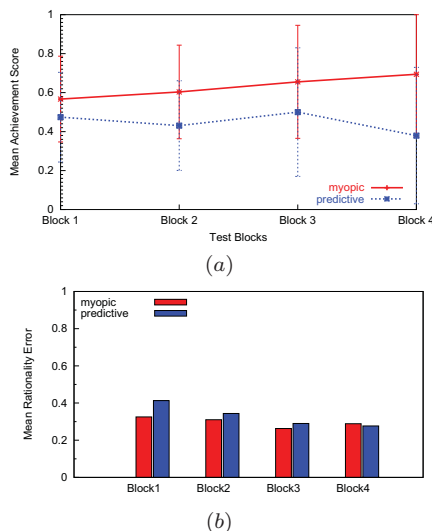 Mean Achievement Score
1
0.8
0.6
0.4
0.2
0
Block 1 Block 2 Block 3 Block 4
Test Blocks
myopic
predictive
(a)
Mean Rationality Error
1
0.8
0.6
0.4
0.2
0
myopic
predictive
Block1 Block2 Block3 Block4
(b)